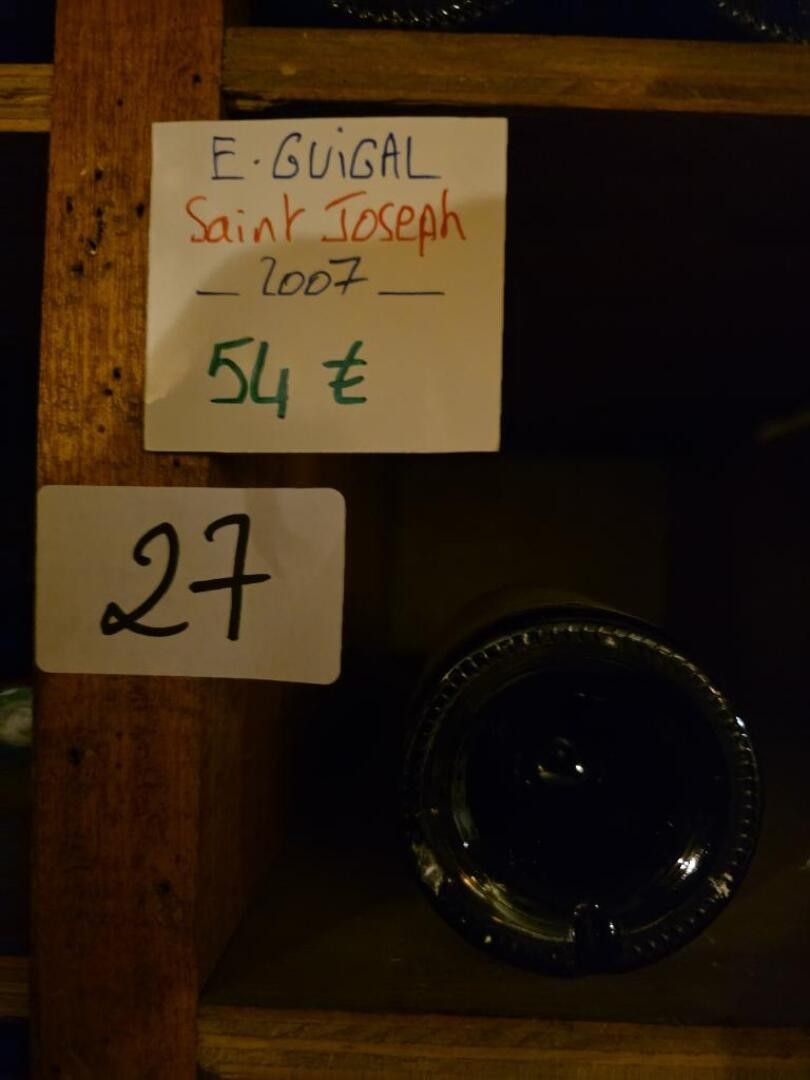 E. GUiGAL
Saint Joseph
— 2007 —
54 €
27